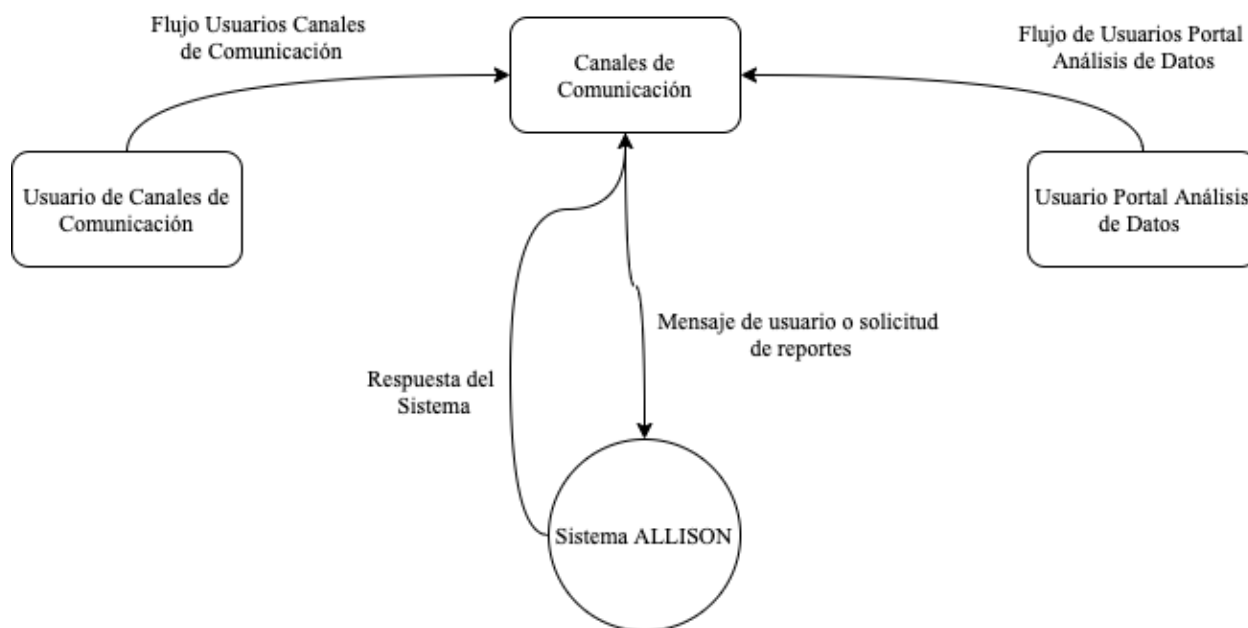 Flujo Usuarios Canales
de Comunicación
Canales de
Comunicación
Flujo de Usuarios Portal
Análisis de Datos
Usuario de Canales de
Comunicación
Usuario Portal Análisis
de Datos
Mensaje de usuario o solicitud
de reportes
Respuesta del
Sistema
Sistema ALLISON